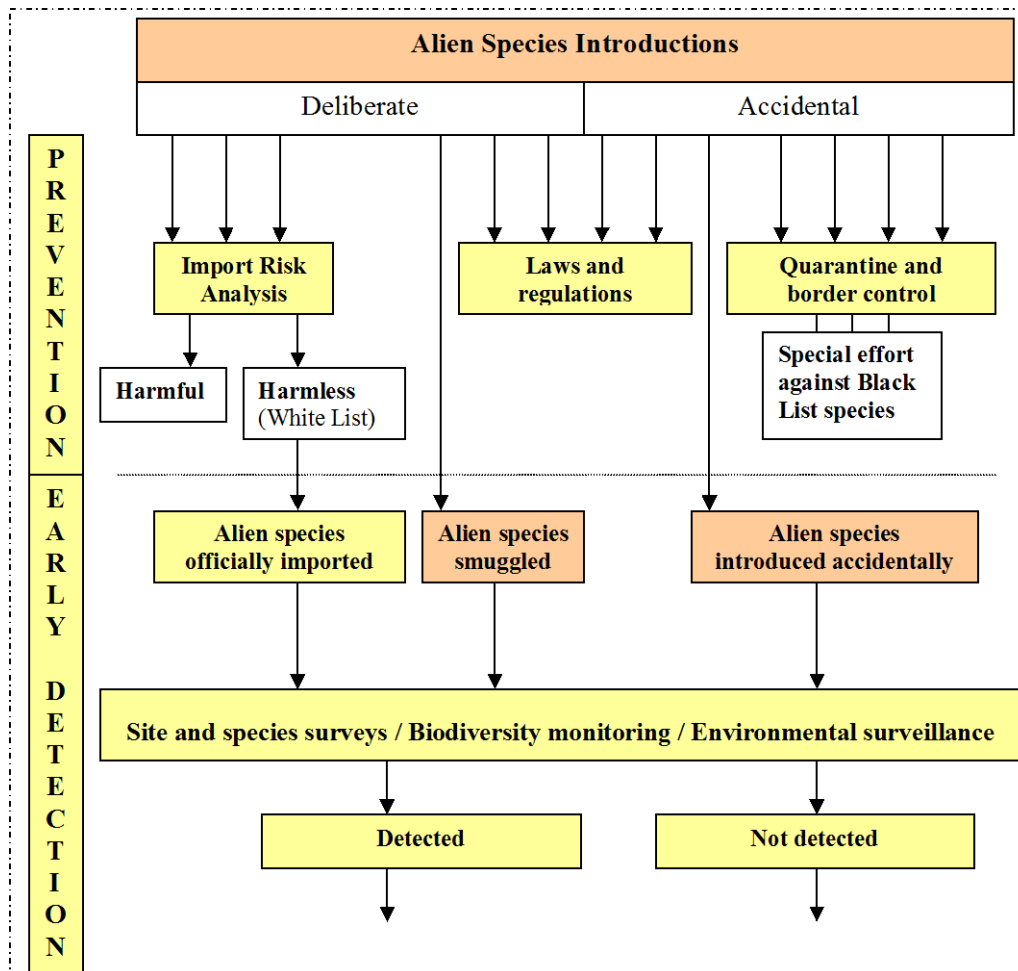 Alien Species Introductions
Deliberate
Accidental
P
R
E
V
E
N
T
I
O
N
Import Risk
Analysis
Laws and
regulations
Quarantine and
border control
Harmful
Harmless
(White List)
Special effort
against Black
List species
E
A
R
L
Y
D
E
T
E
C
T
I
O
N
Alien species
officially imported
Alien species
smuggled
Alien species
introduced accidentally
Site and species surveys / Biodiversity monitoring / Environmental surveillance
Detected
Not detected